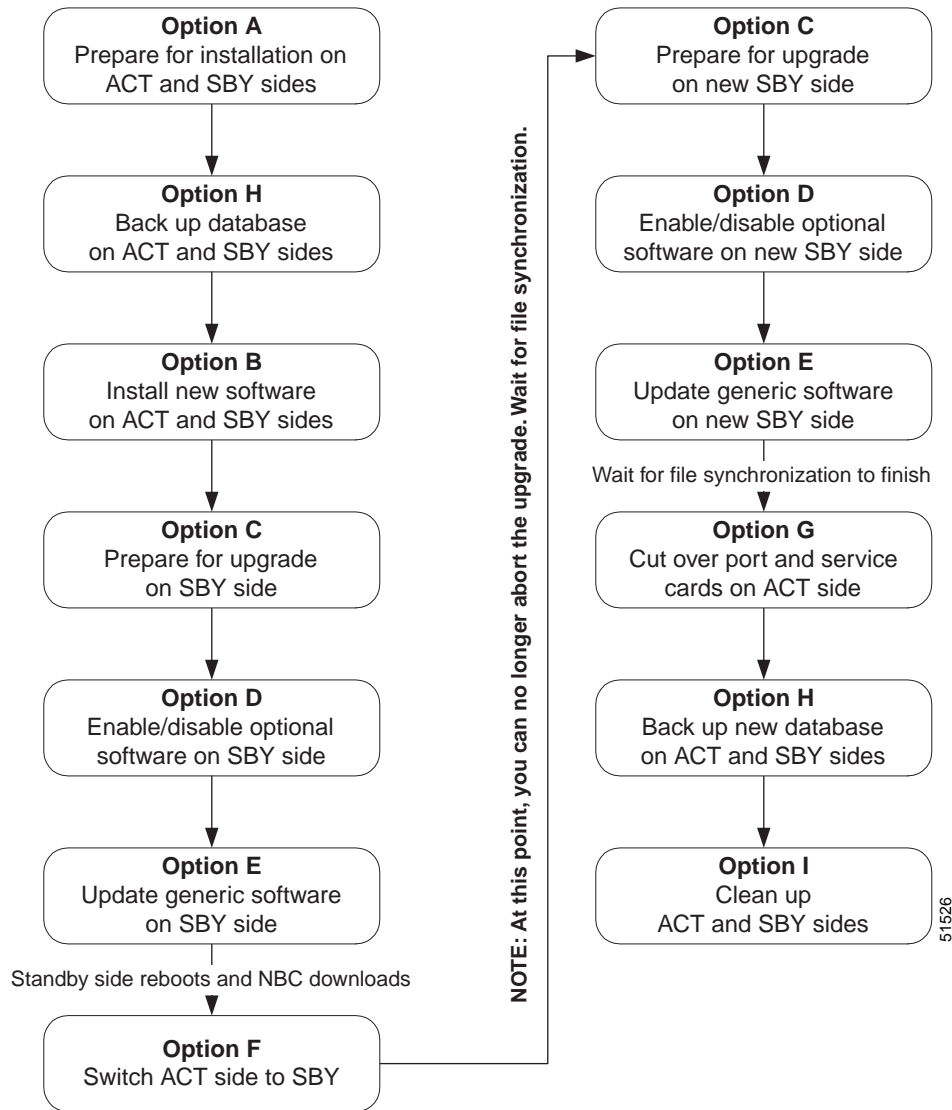 Option A
Prepare for installation on
ACT and SBY sides
Option H
Back up database
on ACT and SBY sides
Option B
Install new software
on ACT and SBY sides
Option C
Prepare for upgrade
on SBY side
Option D
Enable/disable optional
software on SBY side
Option E
Update generic software
on SBY side
Standby side reboots and NBC downloads
Option F
Switch ACT side to SBY
NOTE: At this point, you can no longer abort the upgrade. Wait for file synchronization.
Option C
Prepare for upgrade
on new SBY side
Option D
Enable/disable optional
software on new SBY side
Option E
Update generic software
on new SBY side
Wait for file synchronization to finish
Option G
Cut over port and service
cards on ACT side
Option H
Back up new database
on ACT and SBY sides
Option I
Clean up
ACT and SBY sides
51526